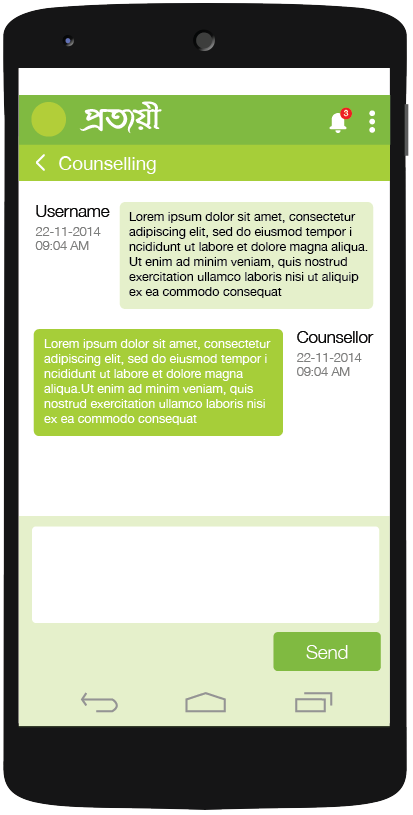 প্রত্যয়ী
3
Counselling
Username
22-11-2014
09:04 AM
Lorem ipsum dolor sit amet, consectetur
adipiscing elit, sed do eiusmod tempor i
ncididunt ut labore et dolore magna aliqua.
Ut enim ad minim veniam, quis nostrud
exercitation ullamco laboris nisi ut aliquip
ex ea commodo consequat
Counsellor
22-11-2014
09:04 AM
Lorem ipsum dolor sit amet, consectetur
adipiscing elit, sed do eiusmod tempor i
ncididunt ut labore et dolore magna
aliqua.Ut enim ad minim veniam, quis
nostrud exercitation ullamco laboris nisi
ex ea commodo consequat
Send